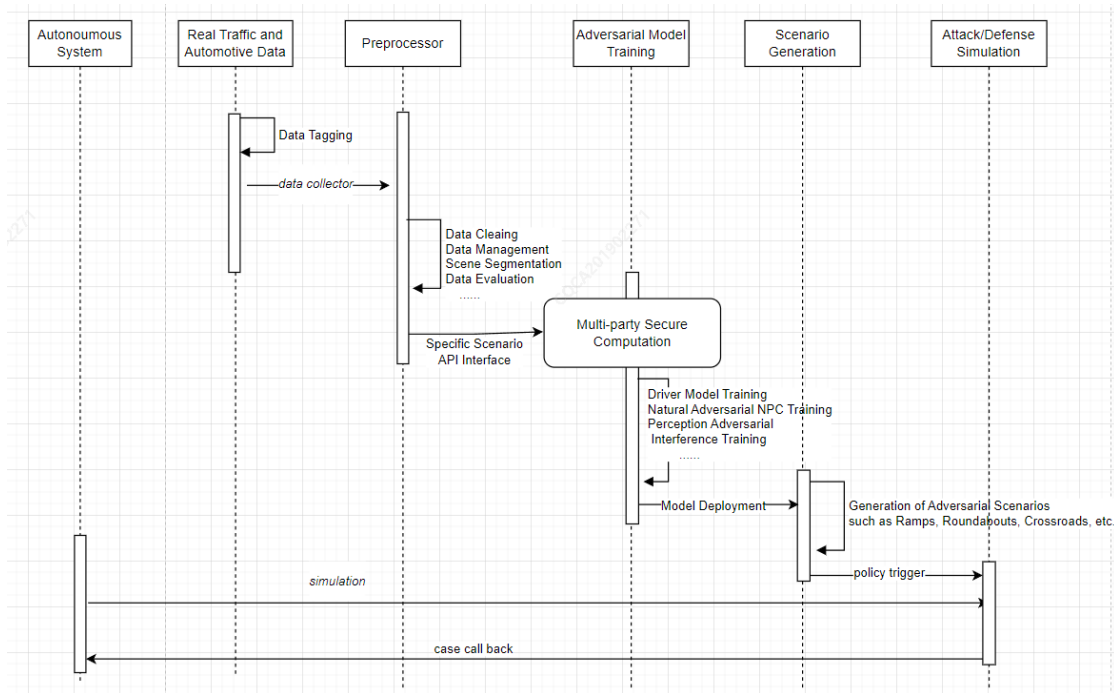 Autonoumous
System
Real Traffic and
Automotive Data
Preprocessor
Adversarial Model
Training
Scenario
Generation
Attack/Defense
Simulation
Data Tagging
data collector
Data Cleaing
Data Management
Scene Segmentation
Data Evaluation
......
Specific Scenario
API Interface
Multi-party Secure
Computation
Driver Model Training
Natural Adversarial NPC Training
Perception Adversarial
Interference Training
......
Model Deployment
Generation of Adversarial Scenarios
such as Ramps, Roundabouts, Crossroads, etc.
policy trigger
simulation
case call back